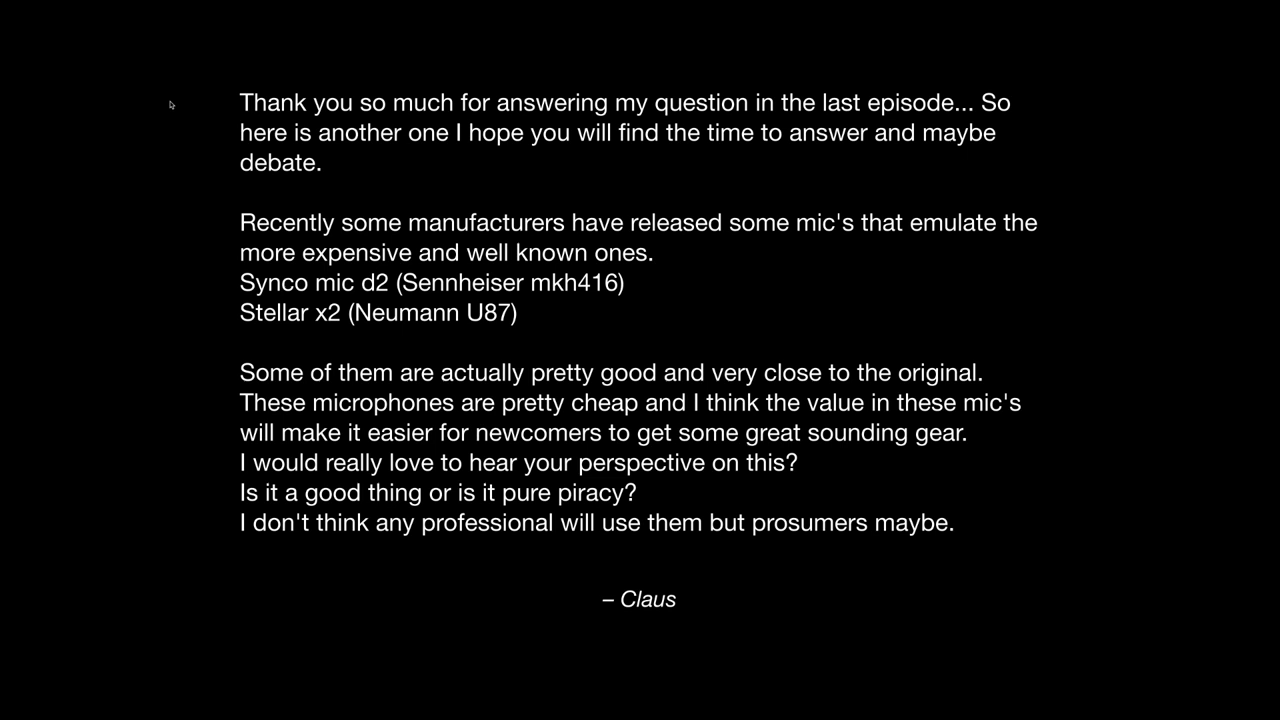 Thank you so much for answering my question in the last episode... So
here is another one I hope you will find the time to answer and maybe
debate.
Recently some manufacturers have released some mic's that emulate the
more expensive and well known ones.
Synco mic d2 (Sennheiser mkh416)
Stellar x2 (Neumann U87)
Some of them are actually pretty good and very close to the original.
These microphones are pretty cheap and I think the value in these mic's
will make it easier for newcomers to get some great sounding gear.
I would really love to hear your perspective on this?
Is it a good thing or is it pure piracy?
I don't think any professional will use them but prosumers maybe.
– Claus